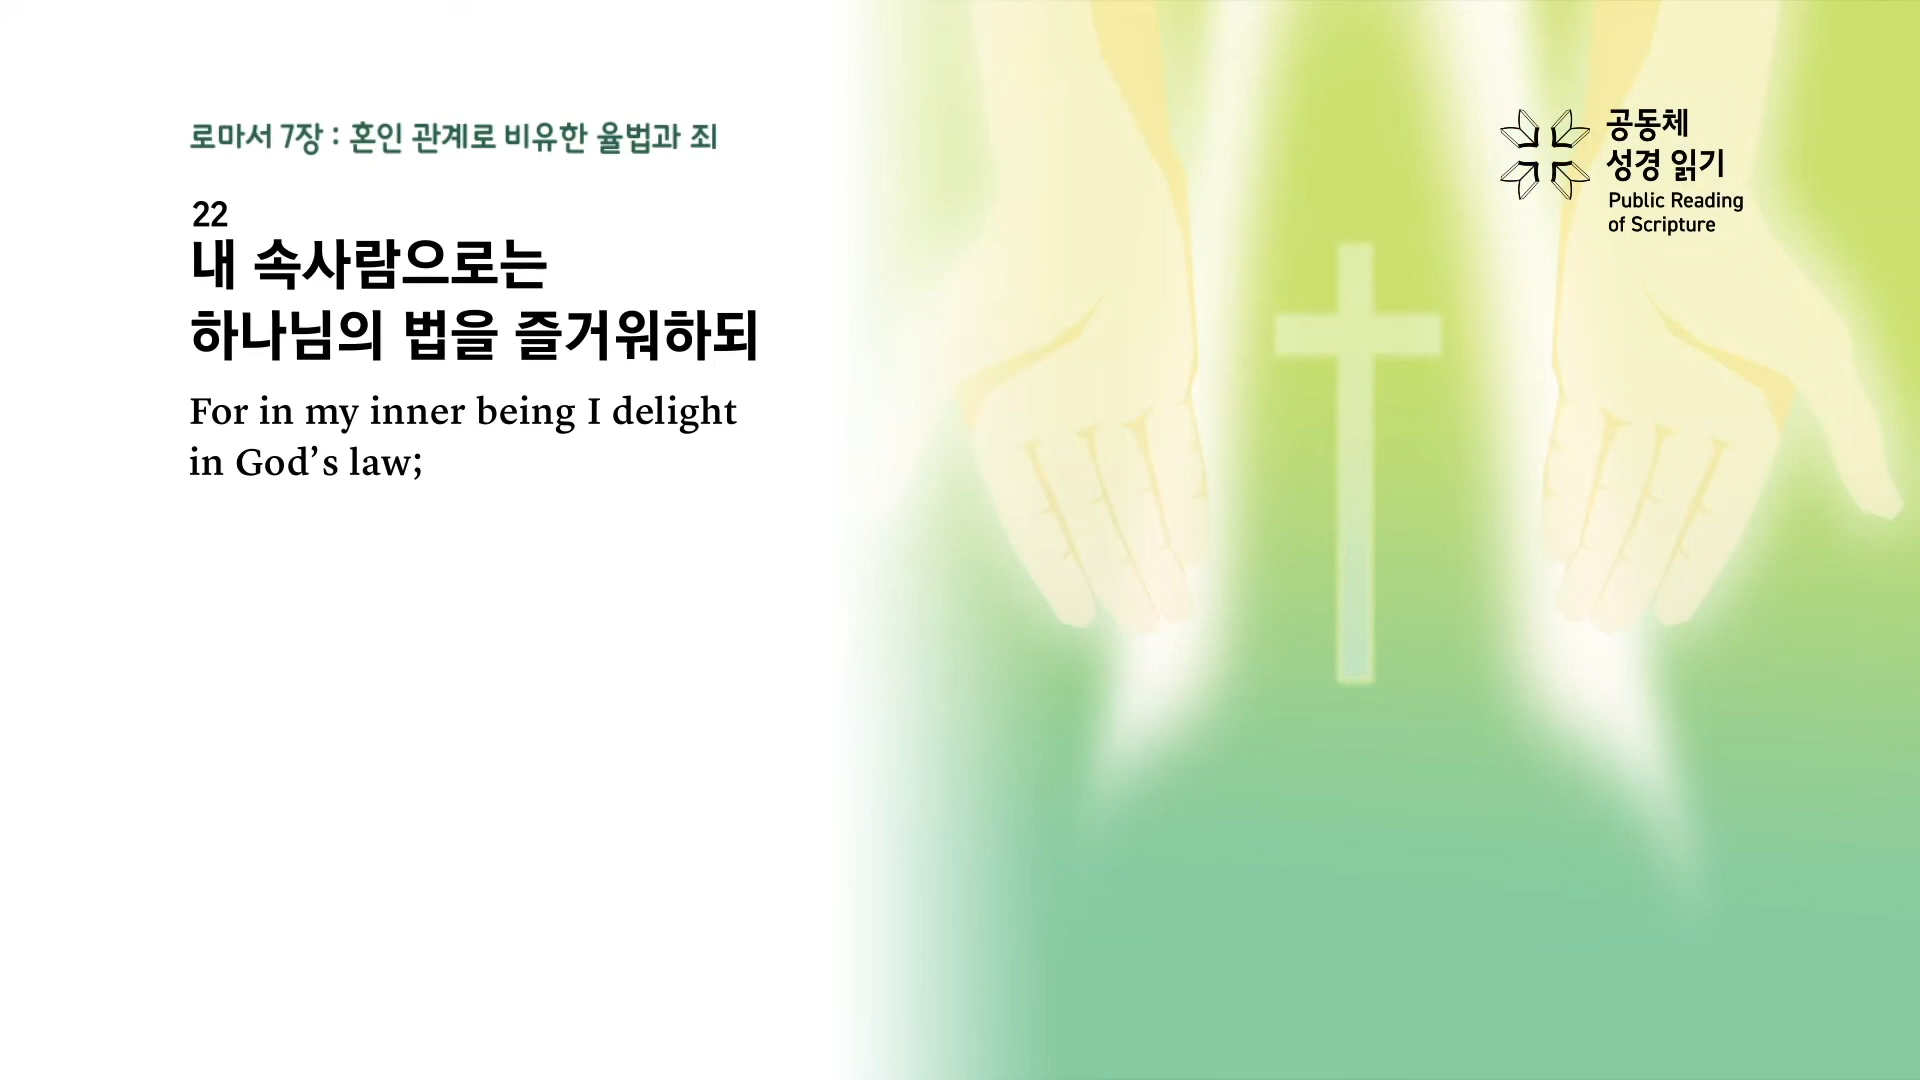 로마서 7장 : 혼인 관계로 비유한 율법과 죄
22
내 속사람으로는
하나님의 법을 즐거워하되
For in my inner being I delight
in God’s law;
공동체
성경 읽기
Public Reading
of Scripture